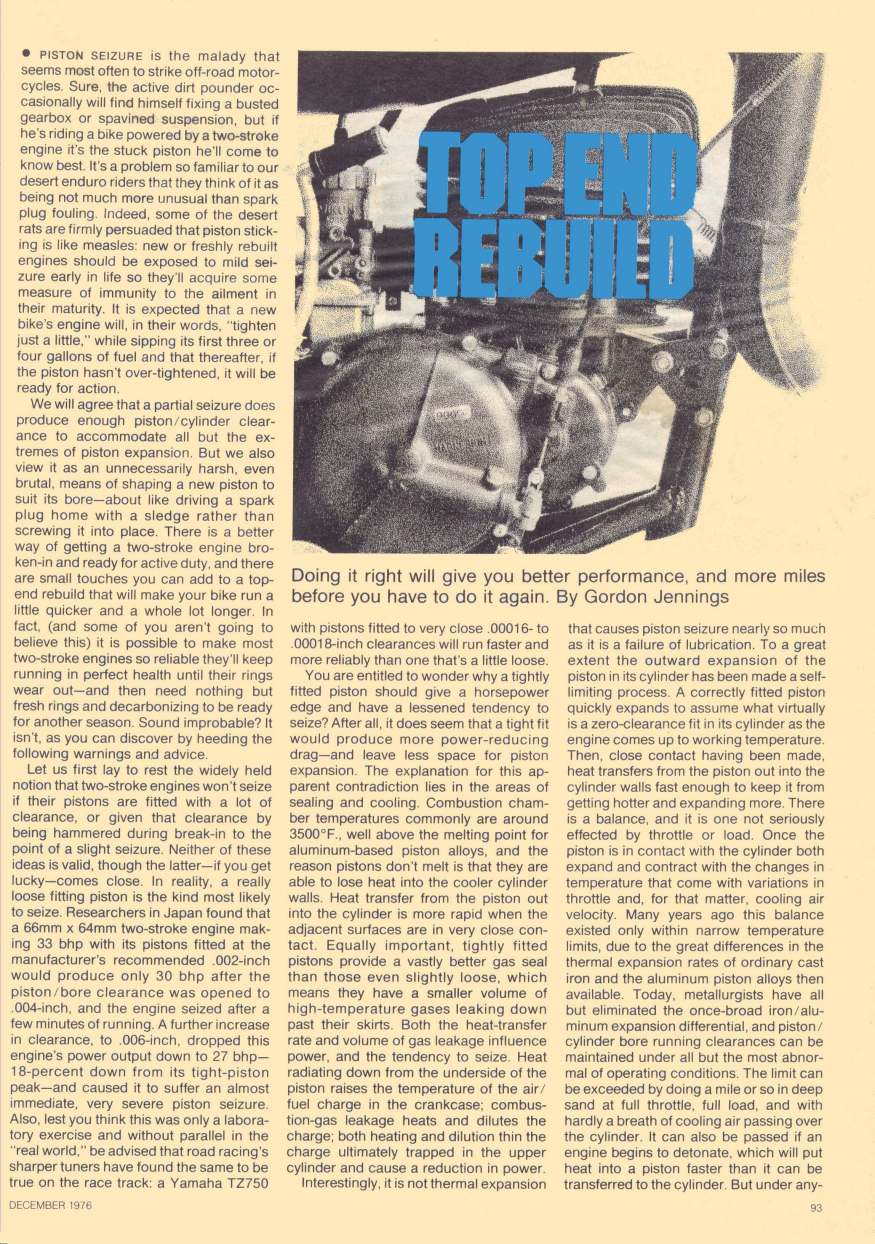 • PISTON SEIZURE is the malady that
seems most often to strike off-road motor-
cycles. Sure, the active dirt pounder oc-
casionally will find himself fixing a busted
gearbox or spavined suspension, but if
he's riding a bike powered by a two-stroke
engine it's the stuck piston he'll come to
know best. It's a problem so familiar to our
desert enduro riders that they think of it as
being not much more unusual than spark
plug fouling. Indeed, some of the desert
rats are firmly persuaded that piston stick-
ing is like measles: new or freshly rebuilt
engines should be exposed to mild sei-
zure early in life so they'll acquire some
measure of immunity to the ailment in
their maturity. It is expected that a new
bike's engine will, in their words, "tighten
just a little," while sipping its first three or
four gallons of fuel and that thereafter, if
the piston hasn't over-tightened, it will be
ready for action.
We will agree that a partial seizure does
produce enough piston/cylinder clear-
ance to accommodate all but the ex-
tremes of piston expansion. But we also
view it as an unnecessarily harsh, even
brutal, means of shaping a new piston to
suit its bore—about like driving a spark
plug home with a sledge rather than
screwing it into place. There is a better
way of getting a two-stroke engine bro-
ken-in and ready for active duty, and there
are small touches you can add to a top-
end rebuild that will make your bike run a
little quicker and a whole lot longer. In
fact, (and some of you aren't going to
believe this) it is possible to make most
two-stroke engines so reliable they'll keep
running in perfect health until their rings
wear out—and then need nothing but
fresh rings and decarbonizing to be ready
for another season. Sound improbable? It
isn't, as you can discover by heeding the
following warnings and advice.
Let us first lay to rest the widely held
notion that two-stroke engines won't seize
if their pistons are fitted with a lot of
clearance, or given that clearance by
being hammered during break-in to the
point of a slight seizure. Neither of these
ideas is valid, though the latter—if you get
lucky—comes close. In reality, a really
loose fitting piston is the kind most likely
to seize. Researchers in Japan found that
a 66mm x 64mm two-stroke engine mak-
ing 33 bhp with its pistons fitted at the
manufacturer's recommended .002-inch
would produce only 30 bhp after the
piston/bore clearance was opened to
.004-inch, and the engine seized after a
few minutes of running. A further increase
in clearance, to .006-inch, dropped this
engine's power output down to 27 bhp—
18-percent down from its tight-piston
peak—and caused it to suffer an almost
immediate, very severe piston seizure.
Also, lest you think this was only a labora-
tory exercise and without parallel in the
"real world," be advised that road racing's
sharper tuners have found the same to be
true on the race track: a Yamaha TZ750
TOP END
REBUILD
Doing it right will give you better performance, and more miles
before you have to do it again. By Gordon Jennings
with pistons fitted to very close .00016- to
.00018-inch clearances will run faster and
more reliably than one that's a little loose.
You are entitled to wonder why a tightly
fitted piston should give a horsepower
edge and have a lessened tendency to
seize? After all, it does seem that a tight fit
would produce more power-reducing
drag—and leave less space for piston
expansion. The explanation for this ap-
parent contradiction lies in the areas of
sealing and cooling. Combustion cham-
ber temperatures commonly are around
3500°F., well above the melting point for
aluminum-based piston alloys, and the
reason pistons don't melt is that they are
able to lose heat into the cooler cylinder
walls. Heat transfer from the piston out
into the cylinder is more rapid when the
adjacent surfaces are in very close con-
tact. Equally important, tightly fitted
pistons provide a vastly better gas seal
than those even slightly loose, which
means they have a smaller volume of
high-temperature gases leaking down
past their skirts. Both the heat-transfer
rate and volume of gas leakage influence
power, and the tendency to seize. Heat
radiating down from the underside of the
piston raises the temperature of the air/
fuel charge in the crankcase; combus-
tion-gas leakage heats and dilutes the
charge; both heating and dilution thin the
charge ultimately trapped in the upper
cylinder and cause a reduction in power.
Interestingly, it is not thermal expansion
that causes piston seizure nearly so much
as it is a failure of lubrication. To a great
extent the outward expansion of the
piston in its cylinder has been made a self-
limiting process. A correctly fitted piston
quickly expands to assume what virtually
is a zero-clearance fit in its cylinder as the
engine comes up to working temperature.
Then, close contact having been made,
heat transfers from the piston out into the
cylinder walls fast enough to keep it from
getting hotter and expanding more. There
is a balance, and it is one not seriously
effected by throttle or load. Once the
piston is in contact with the cylinder both
expand and contract with the changes in
temperature that come with variations in
throttle and, for that matter, cooling air
velocity. Many years ago this balance
existed only within narrow temperature
limits, due to the great differences in the
thermal expansion rates of ordinary cast
iron and the aluminum piston alloys then
available. Today, metallurgists have all
but eliminated the once-broad iron/alu-
minum expansion differential, and piston/
cylinder bore running clearances can be
maintained under all but the most abnor-
mal of operating conditions. The limit can
be exceeded by doing a mile or so in deep
sand at full throttle, full load, and with
hardly a breath of cooling air passing over
the cylinder. It can also be passed if an
engine begins to detonate, which will put
heat into a piston faster than it can be
transferred to the cylinder. But under any-
DECEMBER 1976
93